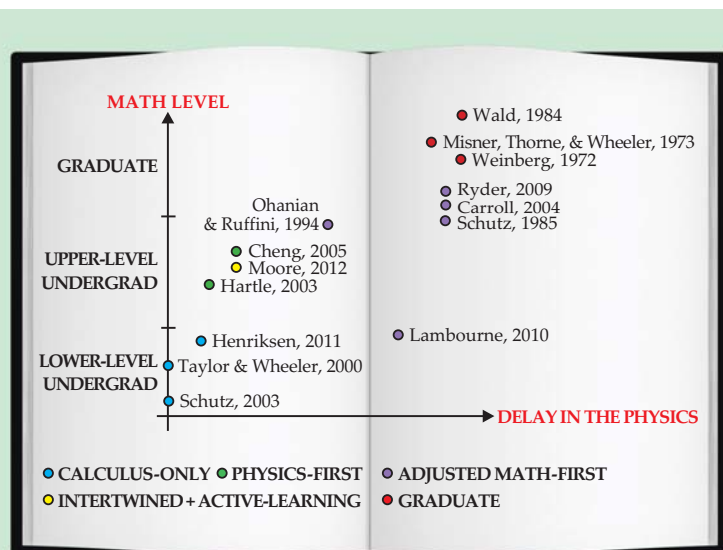 MATH LEVEL
Wald, 1984
Misner, Thorne, & Wheeler, 1973
Weinberg, 1972
GRADUATE
Ryder, 2009
Carroll, 2004
Schutz, 1985
Ohanian
& Ruffini, 1994
Cheng, 2005
Moore, 2012
Hartle, 2003
UPPER-LEVEL
UNDERGRAD
Henriksen, 2011
Lambourne, 2010
LOWER-LEVEL
UNDERGRAD
Taylor & Wheeler, 2000
Schutz, 2003
DELAY IN THE PHYSICS
CALCULUS-ONLY PHYSICS-FIRST ADJUSTED MATH-FIRST
INTERTWINED + ACTIVE-LEARNING GRADUATE